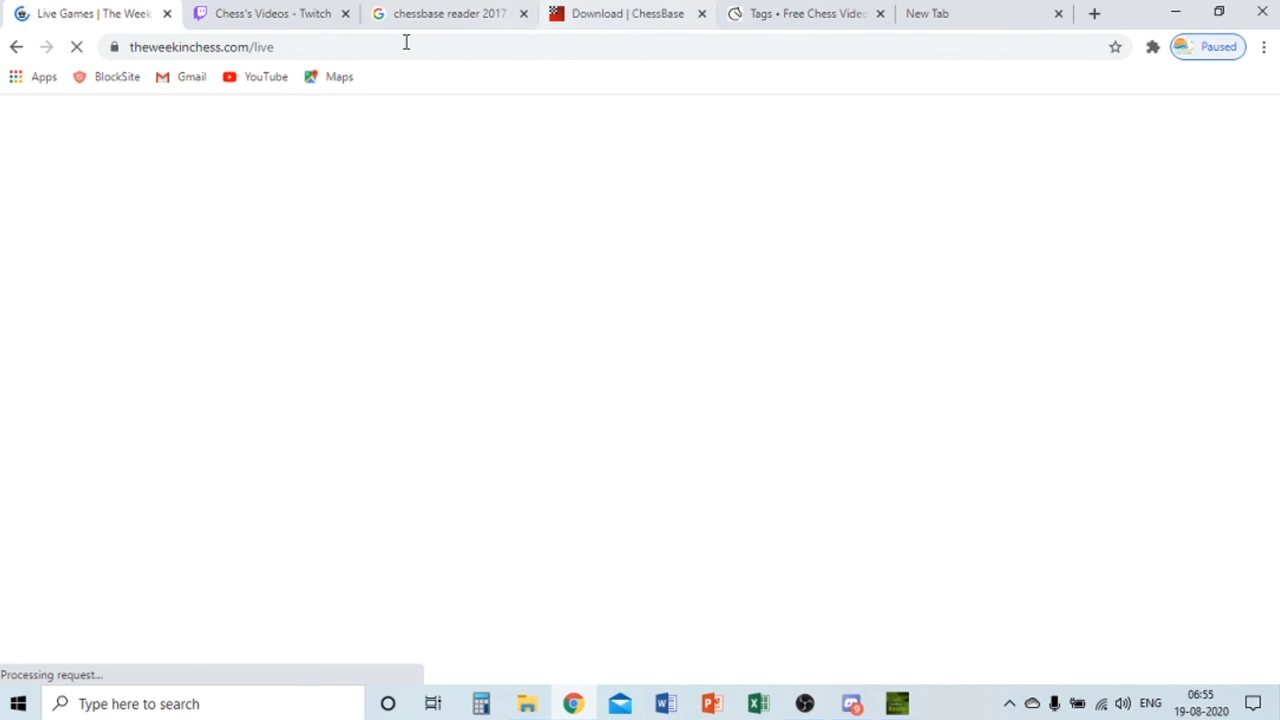 Live Games | The Week
Chess's Videos - Twitch
chessbase reader 2017
Download | ChessBase
Tags • Free Chess Video
New Tab
theweekinchess.com/live
Paused
Apps
BlockSite
Gmail
YouTube
Maps
Processing request...
Type here to search
9
ENG
06:55
19-08-2020